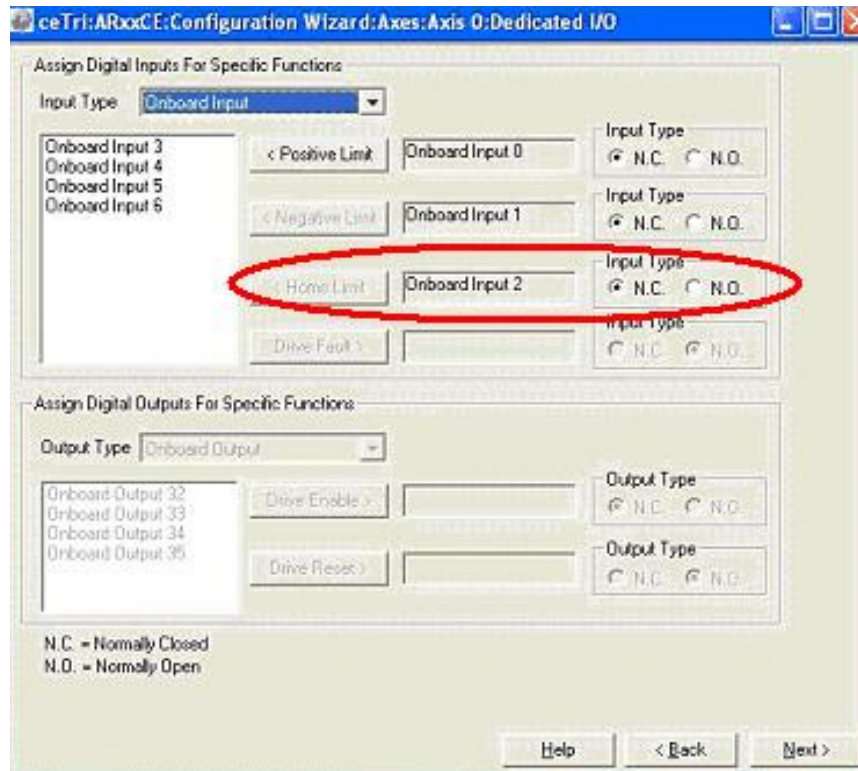 ceTri:ARxxCE:Configuration Wizard:Axes:Axis 0:Dedicated I/O
Assign Digital Inputs For Specific Functions
Input Type Onboard Input
Onboard Input 3
Onboard Input 4
Onboard Input 5
Onboard Input 6
< Positive Limit Onboard Input 0
Input Type
N.C. N.O.
< Negative Limit Onboard Input 1
Input Type
N.C. N.O.
< Home Limit Onboard Input 2
Input Type
N.C. N.O.
Drive Fault >
Input Type
N.C. N.O.
Assign Digital Outputs For Specific Functions
Output Type Onboard Output
Onboard Output 32
Onboard Output 33
Onboard Output 34
Onboard Output 35
Drive Enable >
Output Type
N.C. N.O.
Drive Reset >
Output Type
N.C. N.O.
N.C. = Normally Closed
N.O. = Normally Open
Help < Back Next >